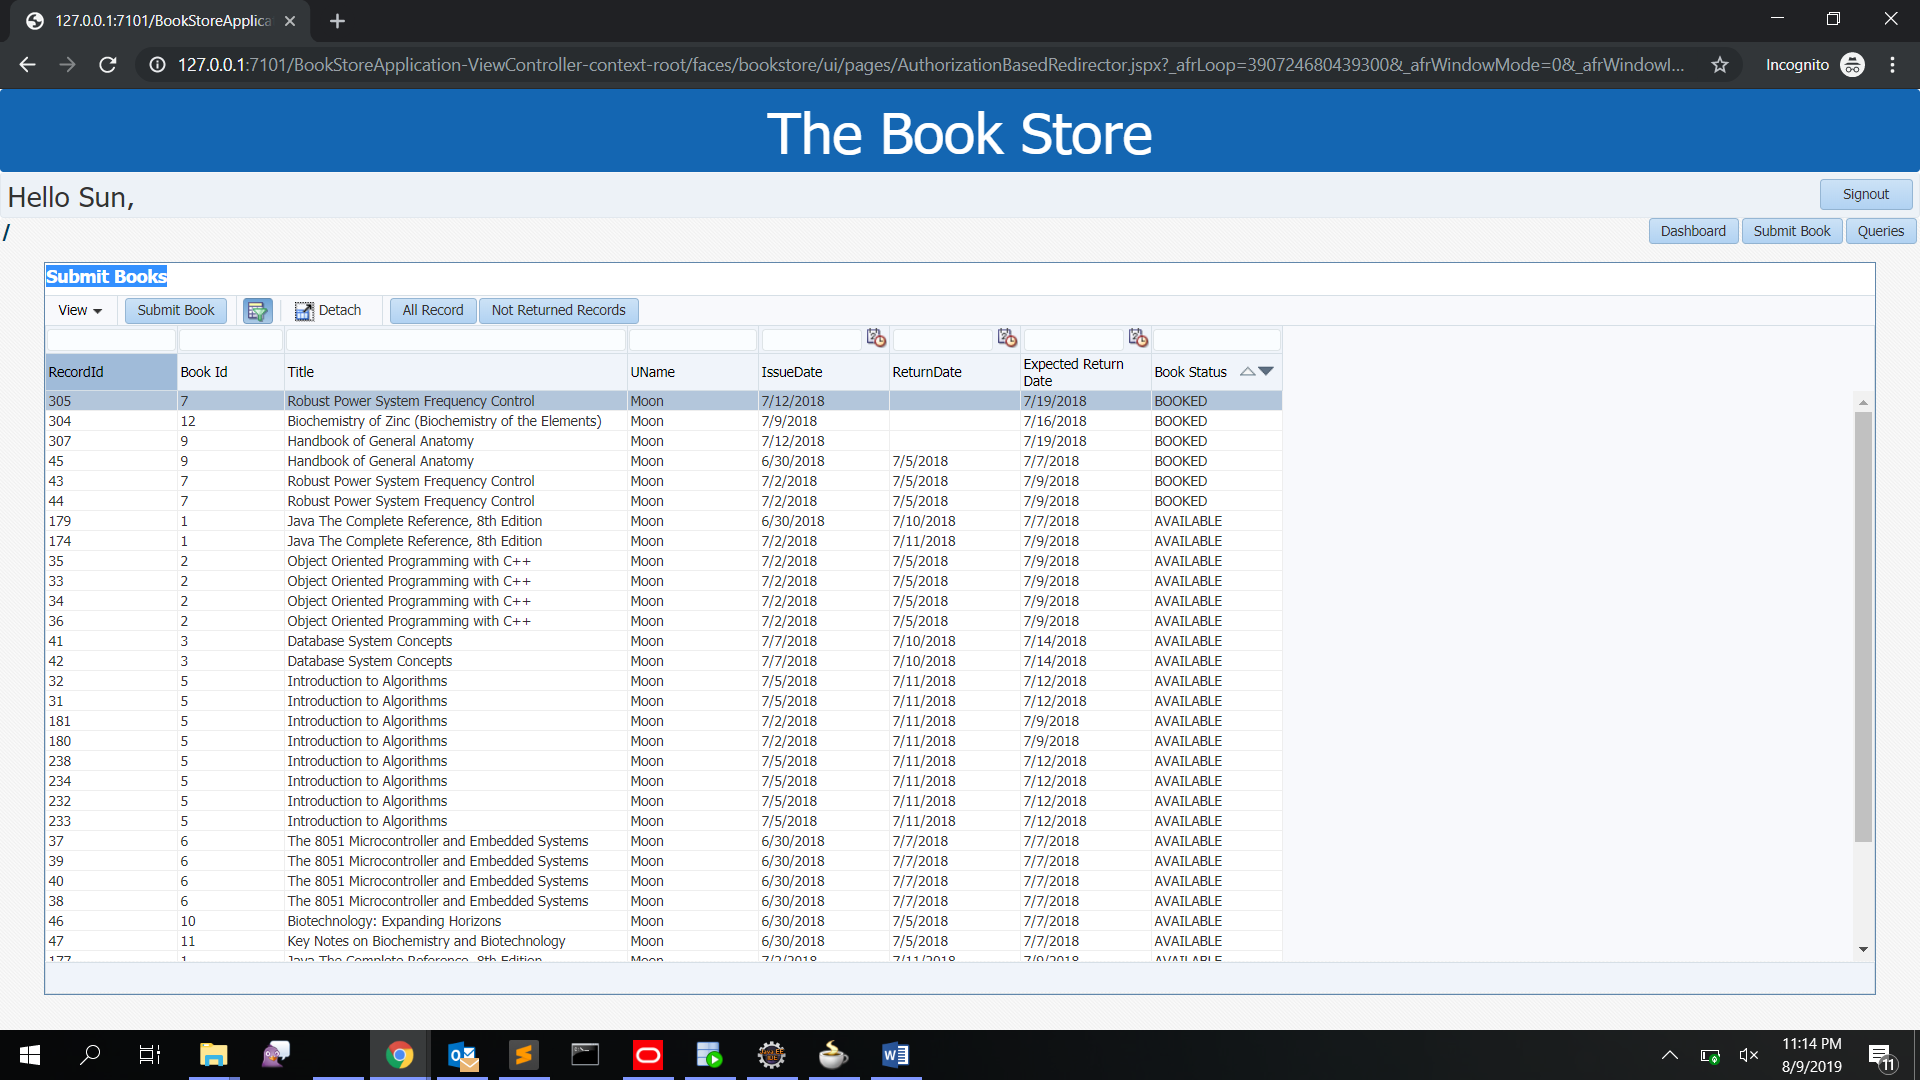 127.0.0.1:7101/BookStoreApplica
127.0.0.1:7101/BookStoreApplication-ViewController-context-root/faces/bookstore/ui/pages/AuthorizationBasedRedirector.jspx?_afrLoop=390724680439300&_afrWindowMode=0&_afrWindowI... Incognito
The Book Store
Hello Sun,
Signout
/
Dashboard Submit Book Queries
Submit Books
View Submit Book Detach All Record Not Returned Records
RecordId Book Id Title UName IssueDate ReturnDate Expected Return Date Book Status
305 7 Robust Power System Frequency Control Moon 7/12/2018 7/19/2018 BOOKED
304 12 Biochemistry of Zinc (Biochemistry of the Elements) Moon 7/9/2018 7/16/2018 BOOKED
307 9 Handbook of General Anatomy Moon 7/12/2018 7/19/2018 BOOKED
45 9 Handbook of General Anatomy Moon 6/30/2018 7/5/2018 7/7/2018 BOOKED
43 7 Robust Power System Frequency Control Moon 7/2/2018 7/5/2018 7/9/2018 BOOKED
44 7 Robust Power System Frequency Control Moon 7/2/2018 7/5/2018 7/9/2018 BOOKED
179 1 Java The Complete Reference, 8th Edition Moon 6/30/2018 7/10/2018 7/7/2018 AVAILABLE
174 1 Java The Complete Reference, 8th Edition Moon 7/2/2018 7/11/2018 7/9/2018 AVAILABLE
35 2 Object Oriented Programming with C++ Moon 7/2/2018 7/5/2018 7/9/2018 AVAILABLE
33 2 Object Oriented Programming with C++ Moon 7/2/2018 7/5/2018 7/9/2018 AVAILABLE
34 2 Object Oriented Programming with C++ Moon 7/2/2018 7/5/2018 7/9/2018 AVAILABLE
36 2 Object Oriented Programming with C++ Moon 7/2/2018 7/5/2018 7/9/2018 AVAILABLE
41 3 Database System Concepts Moon 7/7/2018 7/10/2018 7/14/2018 AVAILABLE
42 3 Database System Concepts Moon 7/7/2018 7/10/2018 7/14/2018 AVAILABLE
32 5 Introduction to Algorithms Moon 7/5/2018 7/11/2018 7/12/2018 AVAILABLE
31 5 Introduction to Algorithms Moon 7/5/2018 7/11/2018 7/12/2018 AVAILABLE
181 5 Introduction to Algorithms Moon 7/2/2018 7/11/2018 7/9/2018 AVAILABLE
180 5 Introduction to Algorithms Moon 7/2/2018 7/11/2018 7/9/2018 AVAILABLE
238 5 Introduction to Algorithms Moon 7/5/2018 7/11/2018 7/12/2018 AVAILABLE
234 5 Introduction to Algorithms Moon 7/5/2018 7/11/2018 7/12/2018 AVAILABLE
232 5 Introduction to Algorithms Moon 7/5/2018 7/11/2018 7/12/2018 AVAILABLE
233 5 Introduction to Algorithms Moon 7/5/2018 7/11/2018 7/12/2018 AVAILABLE
37 6 The 8051 Microcontroller and Embedded Systems Moon 6/30/2018 7/7/2018 7/7/2018 AVAILABLE
39 6 The 8051 Microcontroller and Embedded Systems Moon 6/30/2018 7/7/2018 7/7/2018 AVAILABLE
40 6 The 8051 Microcontroller and Embedded Systems Moon 6/30/2018 7/7/2018 7/7/2018 AVAILABLE
38 6 The 8051 Microcontroller and Embedded Systems Moon 6/30/2018 7/7/2018 7/7/2018 AVAILABLE
46 10 Biotechnology: Expanding Horizons Moon 6/30/2018 7/5/2018 7/7/2018 AVAILABLE
47 11 Key Notes on Biochemistry and Biotechnology Moon 6/30/2018 7/5/2018 7/7/2018 AVAILABLE
177 1 Java The Complete Reference, 8th Edition Moon 7/2/2018 7/11/2018 7/9/2018 AVAILABLE
11:14 PM
8/9/2019
11